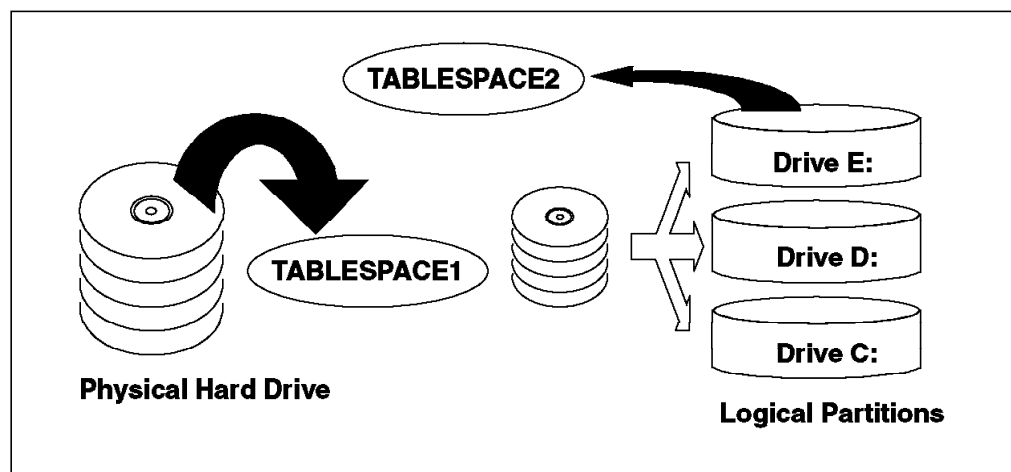 TABLESPACE2
Drive E:
Drive D:
TABLESPACE1
Drive C:
Physical Hard Drive
Logical Partitions